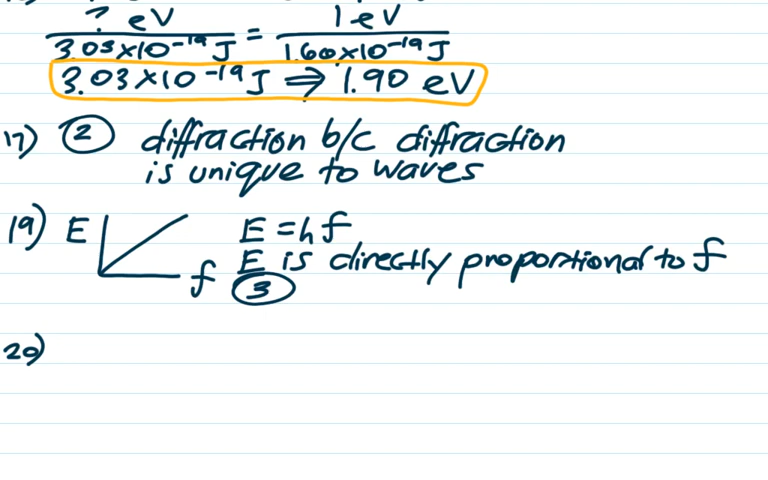 ? eV = 1 eV
3.03×10⁻¹⁹ J 1.60×10⁻¹⁹ J
3.03×10⁻¹⁹ J ⇒ 1.90 eV
17) 2 diffraction b/c diffraction
is unique to waves
19) E E = hf
f E is directly proportional to f
3
20)